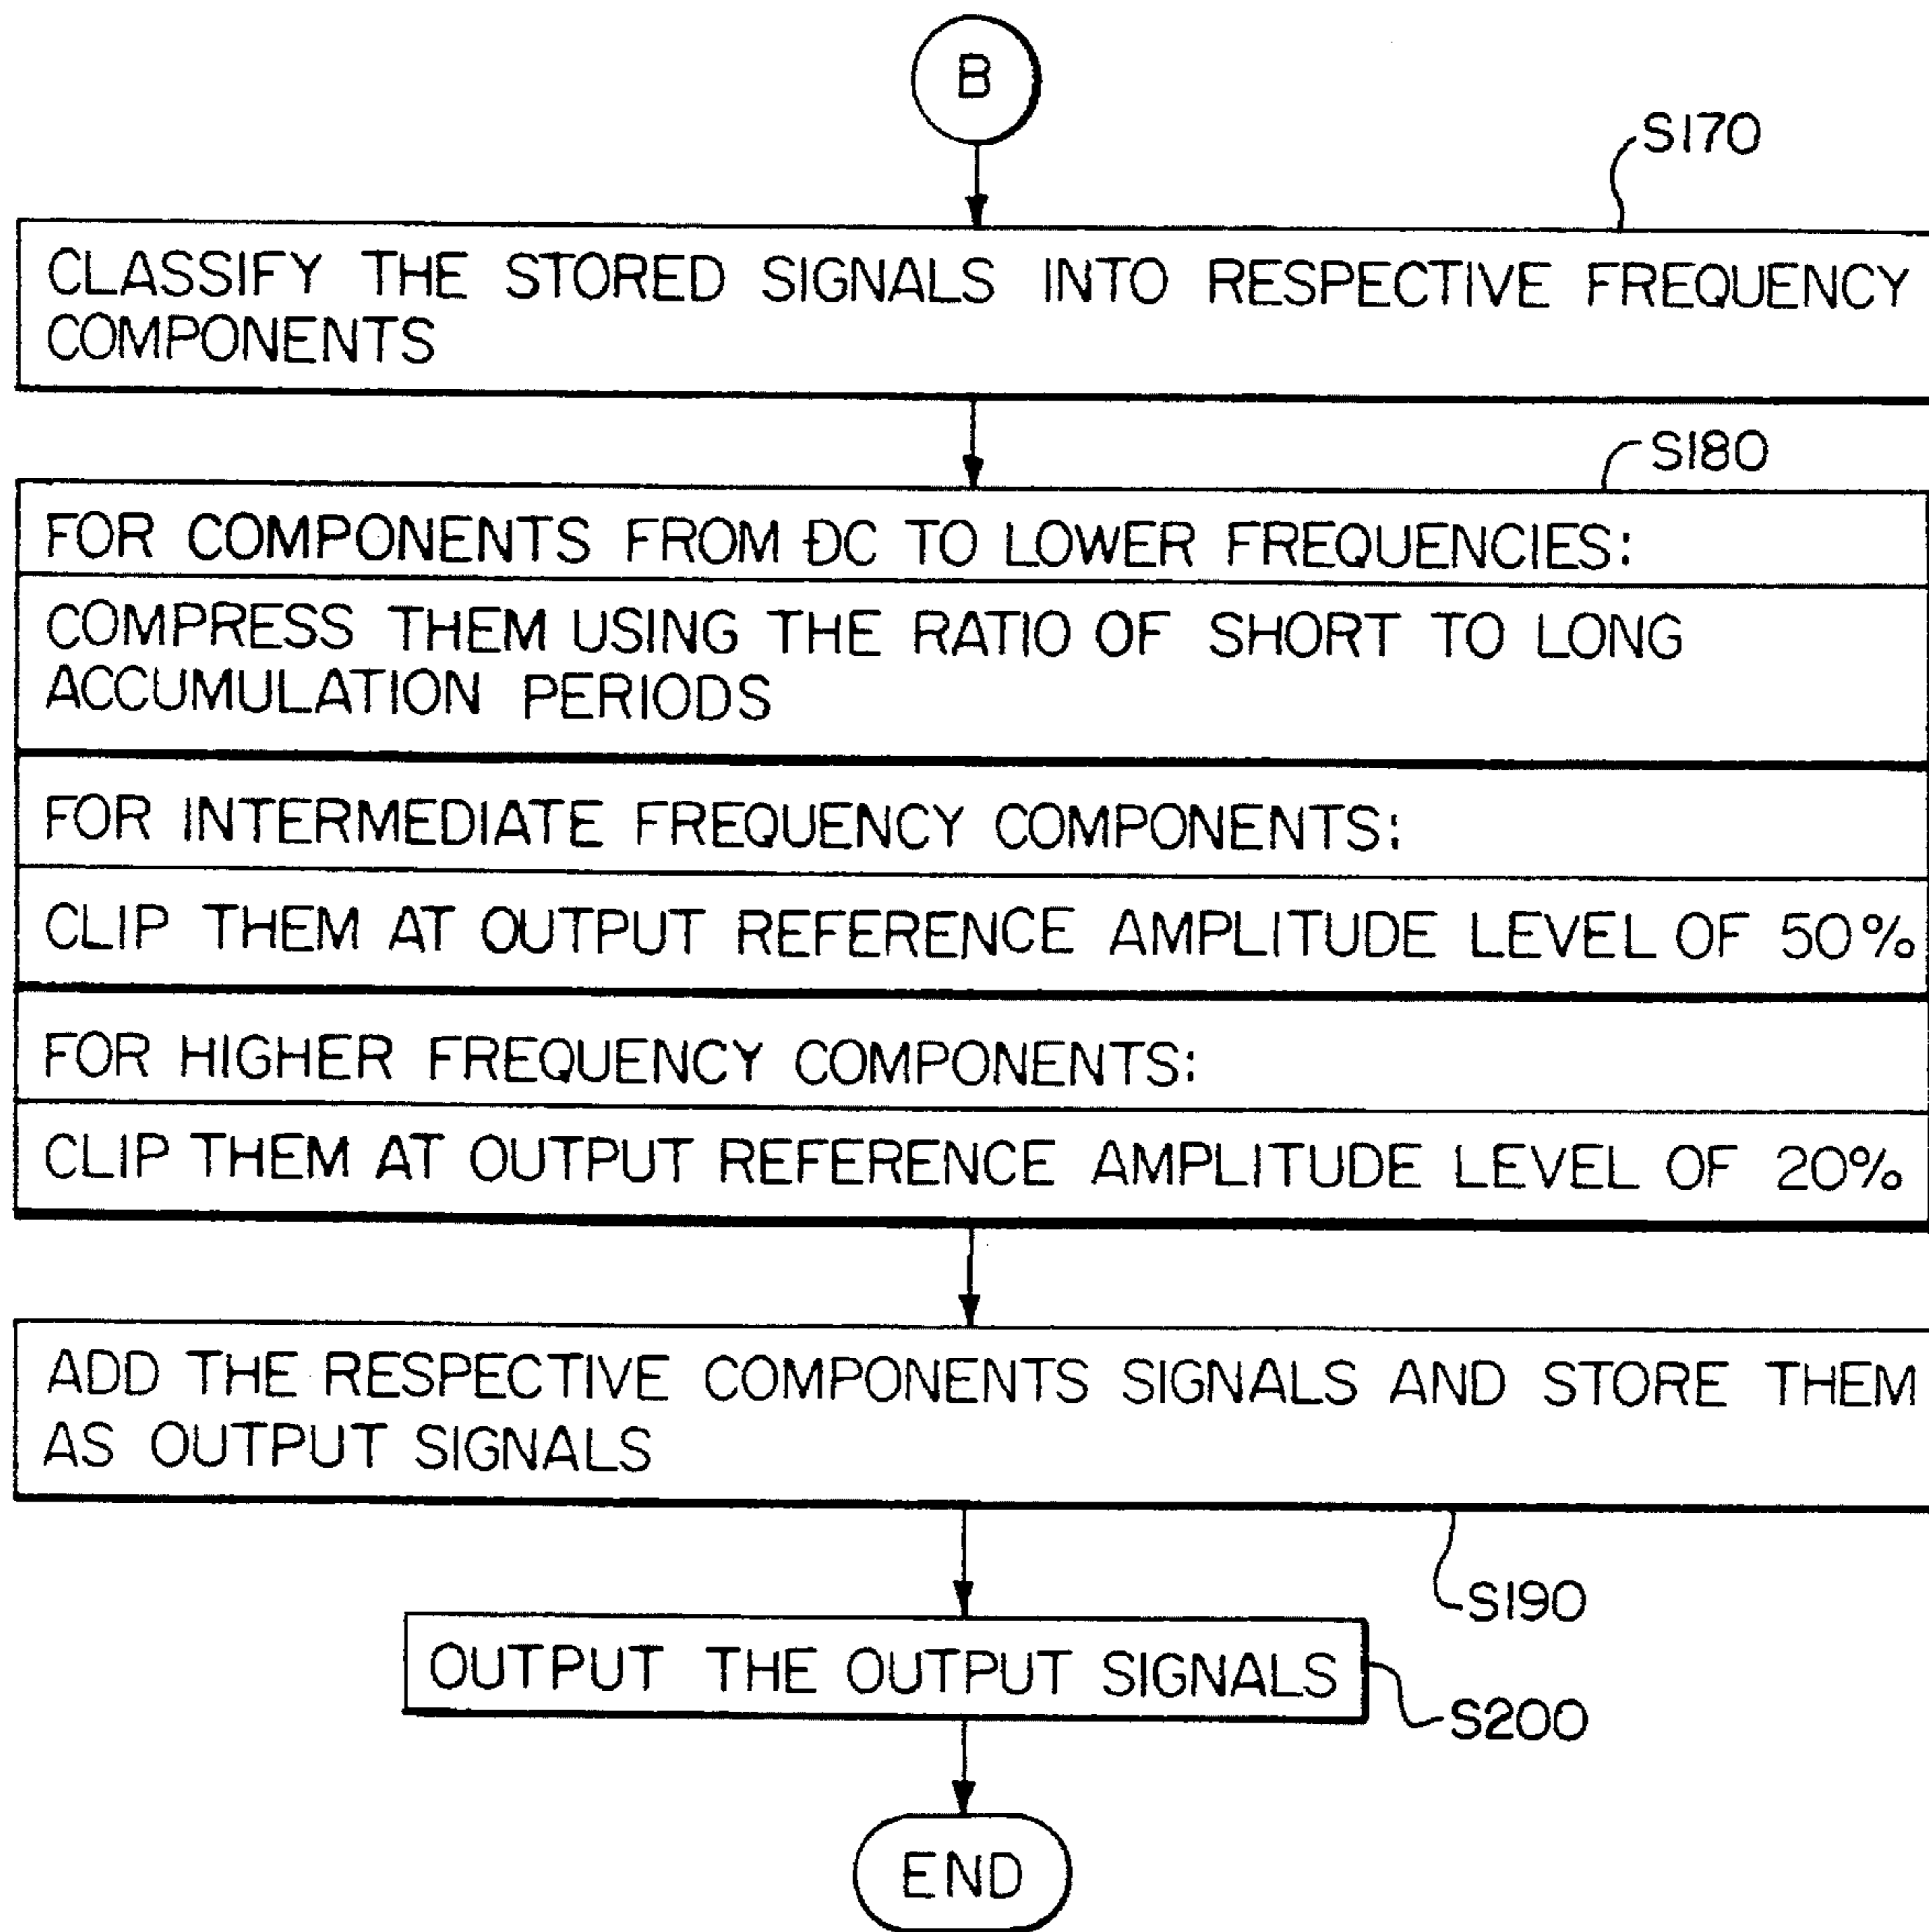 B
S170
CLASSIFY THE STORED SIGNALS INTO RESPECTIVE FREQUENCY
COMPONENTS
S180
FOR COMPONENTS FROM DC TO LOWER FREQUENCIES:
COMPRESS THEM USING THE RATIO OF SHORT TO LONG
ACCUMULATION PERIODS
FOR INTERMEDIATE FREQUENCY COMPONENTS:
CLIP THEM AT OUTPUT REFERENCE AMPLITUDE LEVEL OF 50%
FOR HIGHER FREQUENCY COMPONENTS:
CLIP THEM AT OUTPUT REFERENCE AMPLITUDE LEVEL OF 20%
ADD THE RESPECTIVE COMPONENTS SIGNALS AND STORE THEM
AS OUTPUT SIGNALS
S190
OUTPUT THE OUTPUT SIGNALS
S200
END